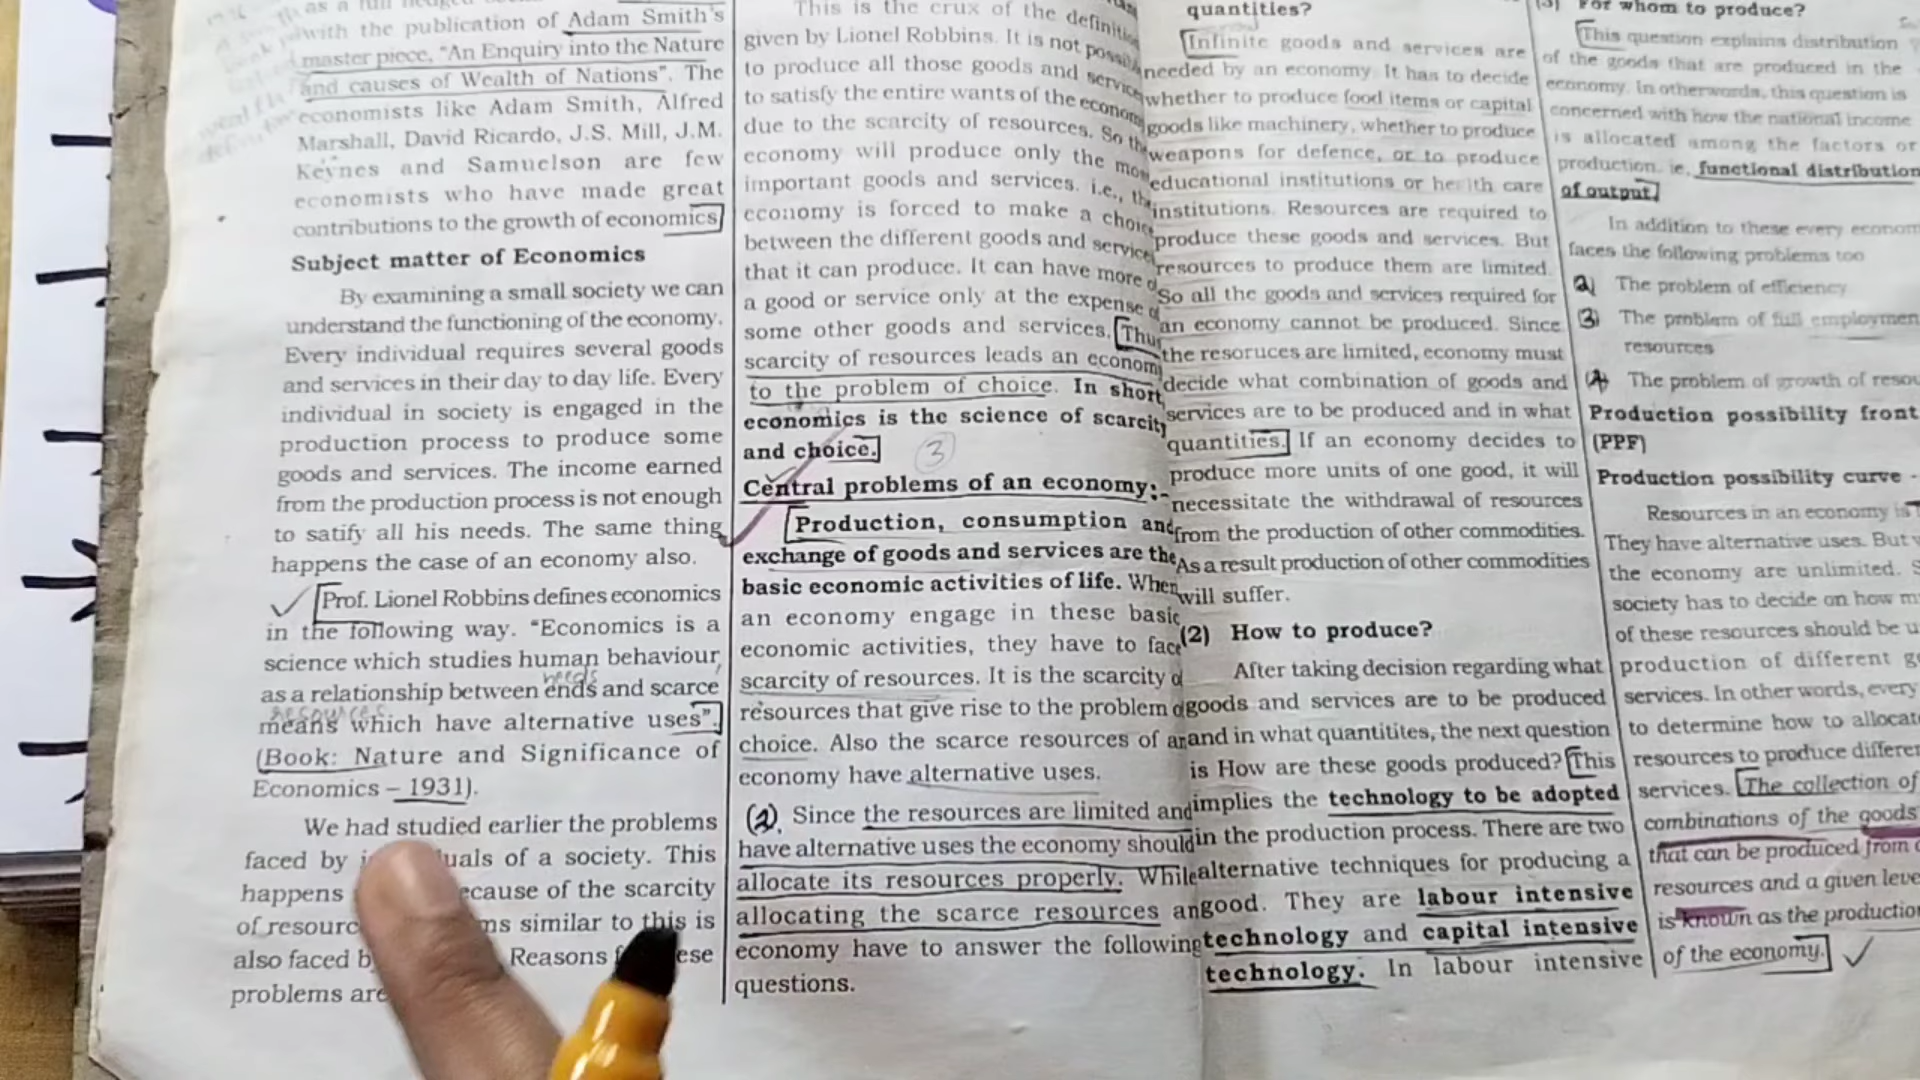 with the publication of Adam Smith's
master piece, "An Enquiry into the Nature
and causes of Wealth of Nations". The
economists like Adam Smith, Alfred
Marshall, David Ricardo, J.S. Mill, J.M.
Keynes and Samuelson are few
economists who have made great
contributions to the growth of economics
Subject matter of Economics
By examining a small society we can
understand the functioning of the economy.
Every individual requires several goods
and services in their day to day life. Every
individual in society is engaged in the
production process to produce some
goods and services. The income earned
from the production process is not enough
to satify all his needs. The same thing
happens the case of an economy also.
Prof. Lionel Robbins defines economics
in the following way. "Economics is a
science which studies human behaviour
needs
as a relationship between ends and scarce
resources
means which have alternative uses".
(Book: Nature and Significance of
Economics – 1931).
We had studied earlier the problems
faced by of a society. This
happens because of the scarcity
of similar to this is
also faced Reasons
problems are
This is the crux of the
given by Lionel Robbins. It is not
to produce all those goods and
to satisfy the entire wants of the
due to the scarcity of resources. So
economy will produce only the
important goods and services. i.e.,
economy is forced to make a
between the different goods and
that it can produce. It can have more
a good or service only at the expense
some other goods and services.
scarcity of resources leads an
to the problem of choice. In short
economics is the science of scarcity
and choice.
3
Central problems of an economy:-
Production, consumption and
exchange of goods and services are the
basic economic activities of life. When
an economy engage in these basic
economic activities, they have to face
scarcity of resources. It is the scarcity
resources that give rise to the problem
choice. Also the scarce resources of
economy have alternative uses.
Since the resources are limited and
have alternative uses the economy should
allocate its resources properly. While
allocating the scarce resources an
economy have to answer the following
questions.
quantities?
Infinite goods and services are
needed by an economy. It has to decide
whether to produce food items or capital
goods like machinery, whether to produce
weapons for defence, or to produce
educational institutions or health care
institutions. Resources are required to
produce these goods and services. But
resources to produce them are limited.
So all the goods and services required for
an economy cannot be produced. Since
the resoruces are limited, economy must
decide what combination of goods and
services are to be produced and in what
quantities. If an economy decides to
produce more units of one good, it will
necessitate the withdrawal of resources
from the production of other commodities.
As a result production of other commodities
will suffer.
(2) How to produce?
After taking decision regarding what
goods and services are to be produced
and in what quantitites, the next question
is How are these goods produced? This
implies the technology to be adopted
in the production process. There are two
alternative techniques for producing a
good. They are labour intensive
technology and capital intensive
technology. In labour intensive
(3) For whom to produce?
This question explains distribution
of the goods that are produced in the
economy. In otherwords, this question is
concerned with how the national income
is allocated among the factors or
production. ie, functional distribution
of output.
In addition to these every
faces the following problems too
The problem of efficiency
(3) The problem of full
resources
The problem of growth of
Production possibility
(PPF)
Production possibility curve -
Resources in an economy is
They have alternative uses. But
the economy are unlimited.
society has to decide on how
of these resources should be
production of different
services. In other words, every
to determine how to
resources to produce
services. The collection of
combinations of the goods
that can be produced from
resources and a given
is known as the
of the economy.